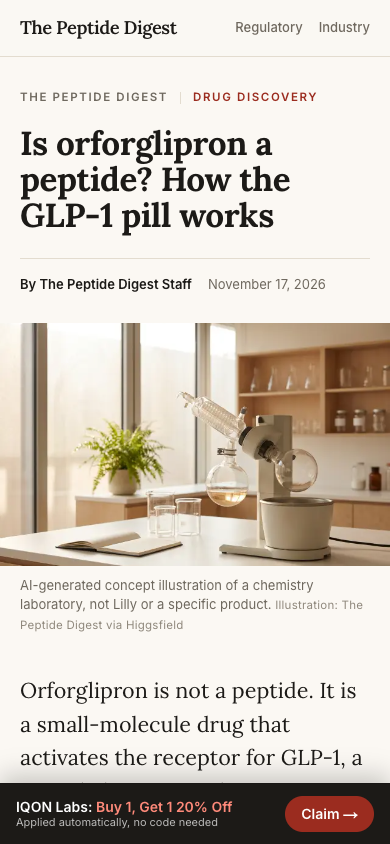 The Peptide Digest
Regulatory Industry
THE PEPTIDE DIGEST | DRUG DISCOVERY
Is orforglipron a
peptide? How the
GLP-1 pill works
By The Peptide Digest Staff November 17, 2026
AI-generated concept illustration of a chemistry
laboratory, not Lilly or a specific product. Illustration: The
Peptide Digest via Higgsfield
Orforglipron is not a peptide. It is
a small-molecule drug that
activates the receptor for GLP-1, a
IQON Labs: Buy 1, Get 1 20% Off
Applied automatically, no code needed
Claim →